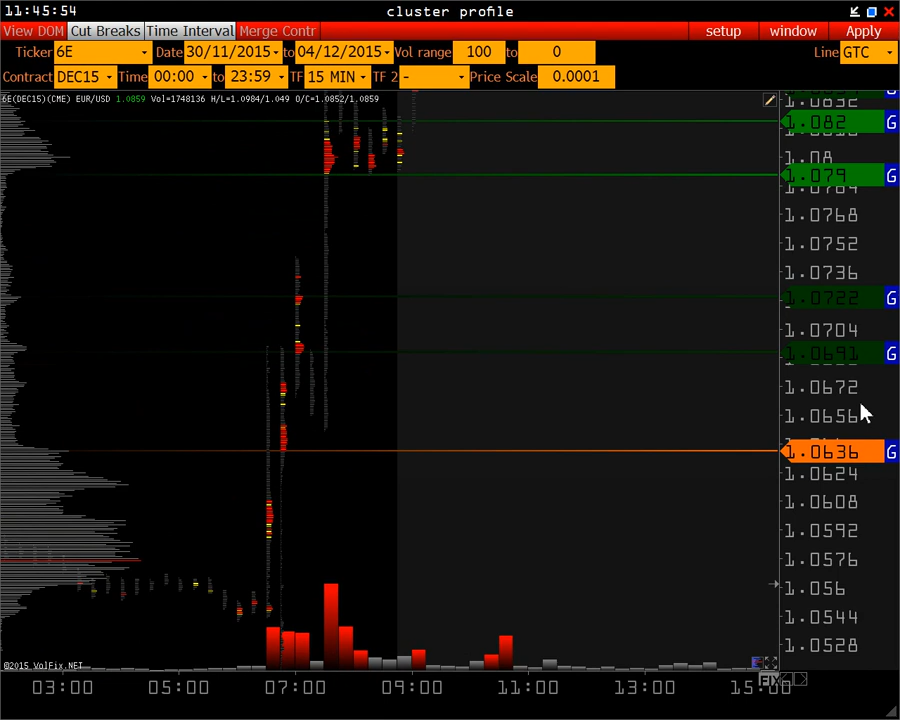 11:45:54 cluster profile
View DOM Cut Breaks Time Interval Merge Contr setup window Apply
Ticker 6E Date 30/11/2015 to 04/12/2015 Vol range 100 to 0 Line GTC
Contract DEC15 Time 00:00 to 23:59 TF 15 MIN TF 2 - Price Scale 0.0001
6E(DEC15)(CME) EUR/USD 1.0859 Vol=1748136 H/L=1.0984/1.049 O/C=1.0852/1.0859
1.0832
1.082 G
1.08
1.079 G
1.0784
1.0768
1.0752
1.0736
1.0722 G
1.0704
1.0691 G
1.0672
1.0656
1.0636 G
1.0624
1.0608
1.0592
1.0576
1.056
1.0544
1.0528
©2015 VolFix.NET
FIX
03:00 05:00 07:00 09:00 11:00 13:00 15:00